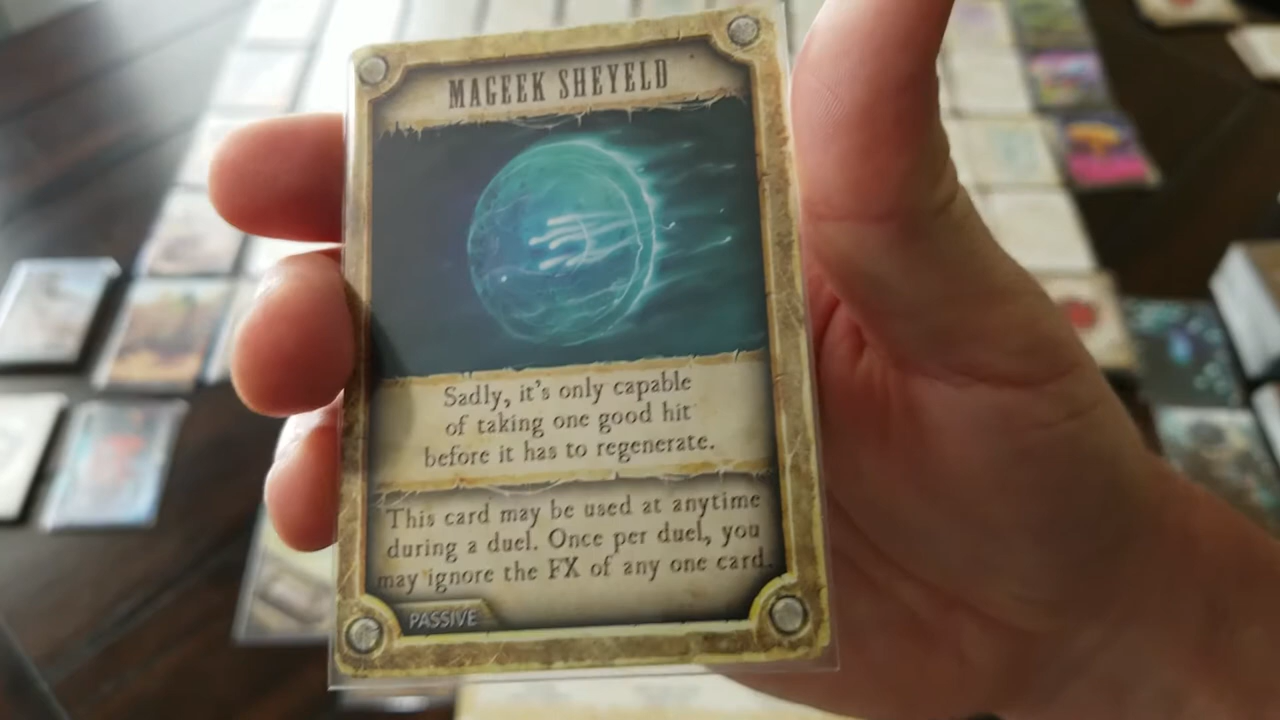 MAGEEK SHEYELD
Sadly, it's only capable
of taking one good hit
before it has to regenerate.
This card may be used at anytime
during a duel. Once per duel, you
may ignore the FX of any one card.
PASSIVE